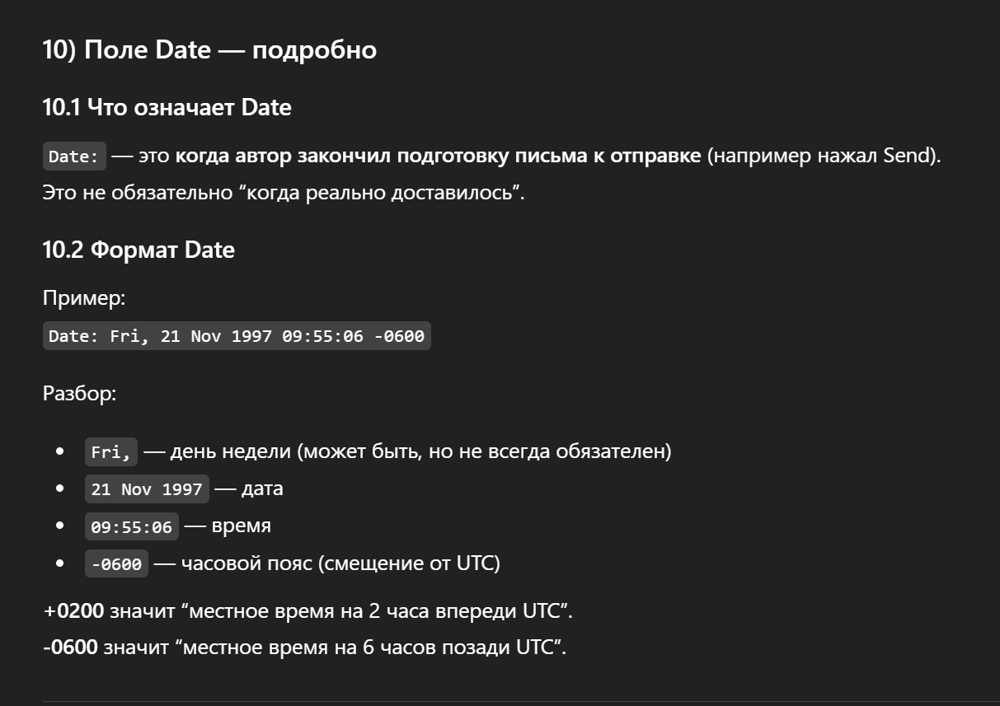 10) Поле Date — подробно
10.1 Что означает Date
Date: — это когда автор закончил подготовку письма к отправке (например нажал Send).
Это не обязательно “когда реально доставилось”.
10.2 Формат Date
Пример:
Date: Fri, 21 Nov 1997 09:55:06 -0600
Разбор:
• Fri, — день недели (может быть, но не всегда обязателен)
• 21 Nov 1997 — дата
• 09:55:06 — время
• -0600 — часовой пояс (смещение от UTC)
+0200 значит “местное время на 2 часа впереди UTC”.
-0600 значит “местное время на 6 часов позади UTC”.